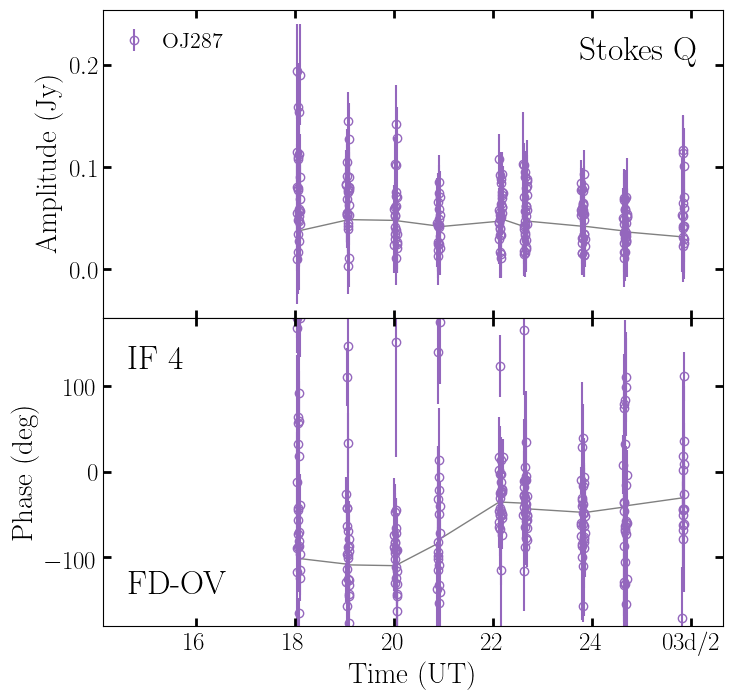 OJ287
Stokes Q
Amplitude (Jy)
0.2
0.1
0.0
IF 4
FD-OV
Phase (deg)
100
0
−100
16 18 20 22 24 03d/2
Time (UT)